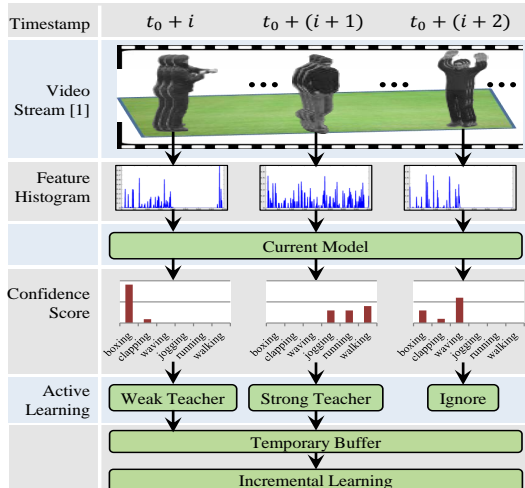 Timestamp t₀ + i t₀ + (i + 1) t₀ + (i + 2)
Video
Stream [1]
Feature
Histogram
Current Model
Confidence
Score
boxing clapping waving jogging running walking boxing clapping waving jogging running walking boxing clapping waving jogging running walking
Active
Learning
Weak Teacher Strong Teacher Ignore
Temporary Buffer
Incremental Learning